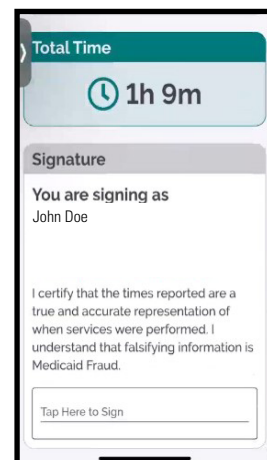 Total Time
1h 9m
Signature
You are signing as
John Doe
I certify that the times reported are a
true and accurate representation of
when services were performed. I
understand that falsifying information is
Medicaid Fraud.
Tap Here to Sign